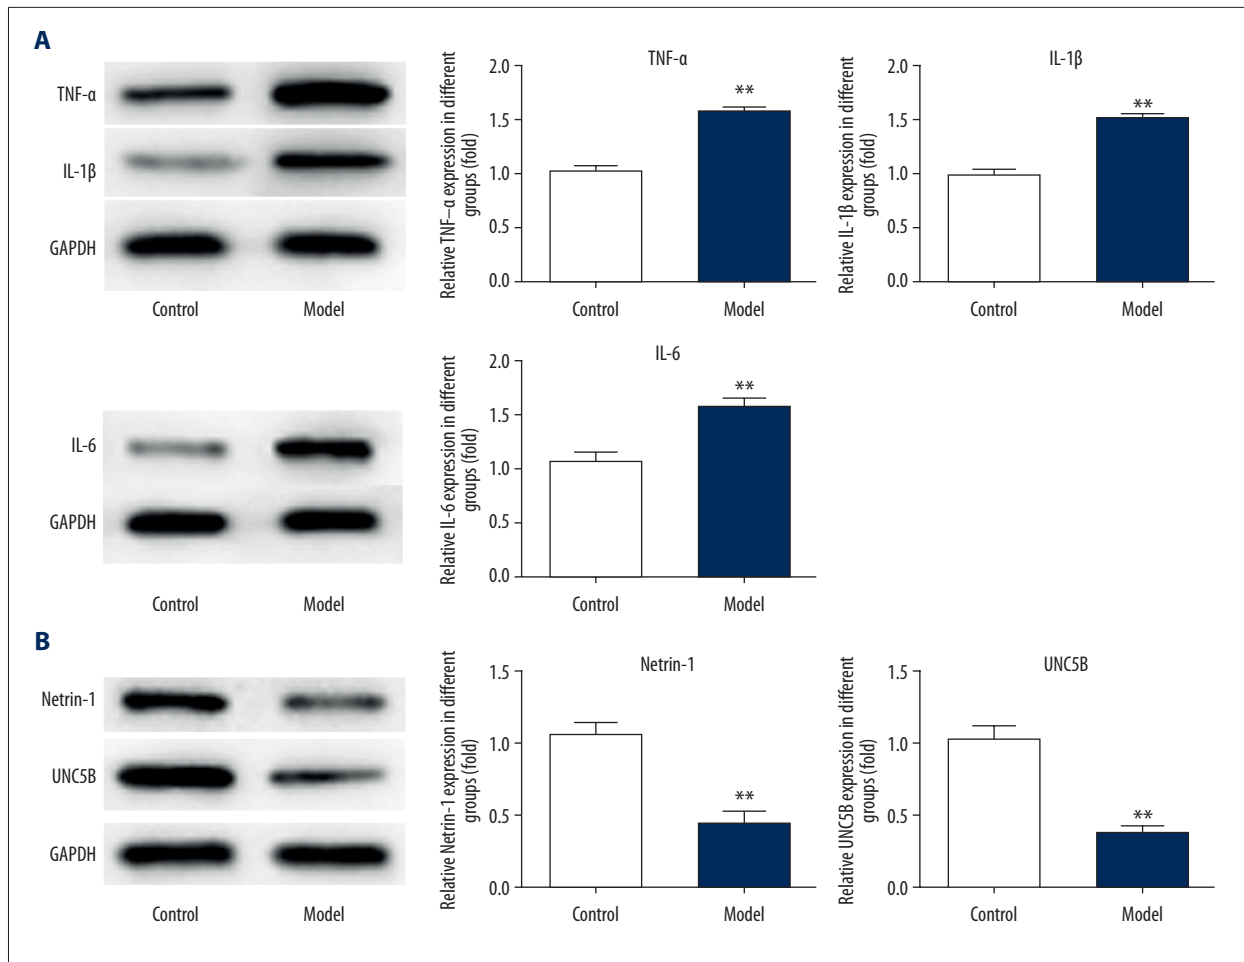 A
TNF-α
IL-1β
GAPDH
Control Model
TNF-α
Relative TNF–α expression in different
groups (fold)
2.0
1.5
1.0
0.5
0.0
**
Control Model
IL-1β
Relative IL-1β expression in different
groups (fold)
2.0
1.5
1.0
0.5
0.0
**
Control Model
IL-6
GAPDH
Control Model
IL-6
Relative IL-6 expression in different
groups (fold)
2.0
1.5
1.0
0.5
0.0
**
Control Model
B
Netrin-1
UNC5B
GAPDH
Control Model
Netrin-1
Relative Netrin-1 expression in different
groups (fold)
1.5
1.0
0.5
0.0
**
Control Model
UNC5B
Relative UNC5B expression in different
groups (fold)
1.5
1.0
0.5
0.0
**
Control Model